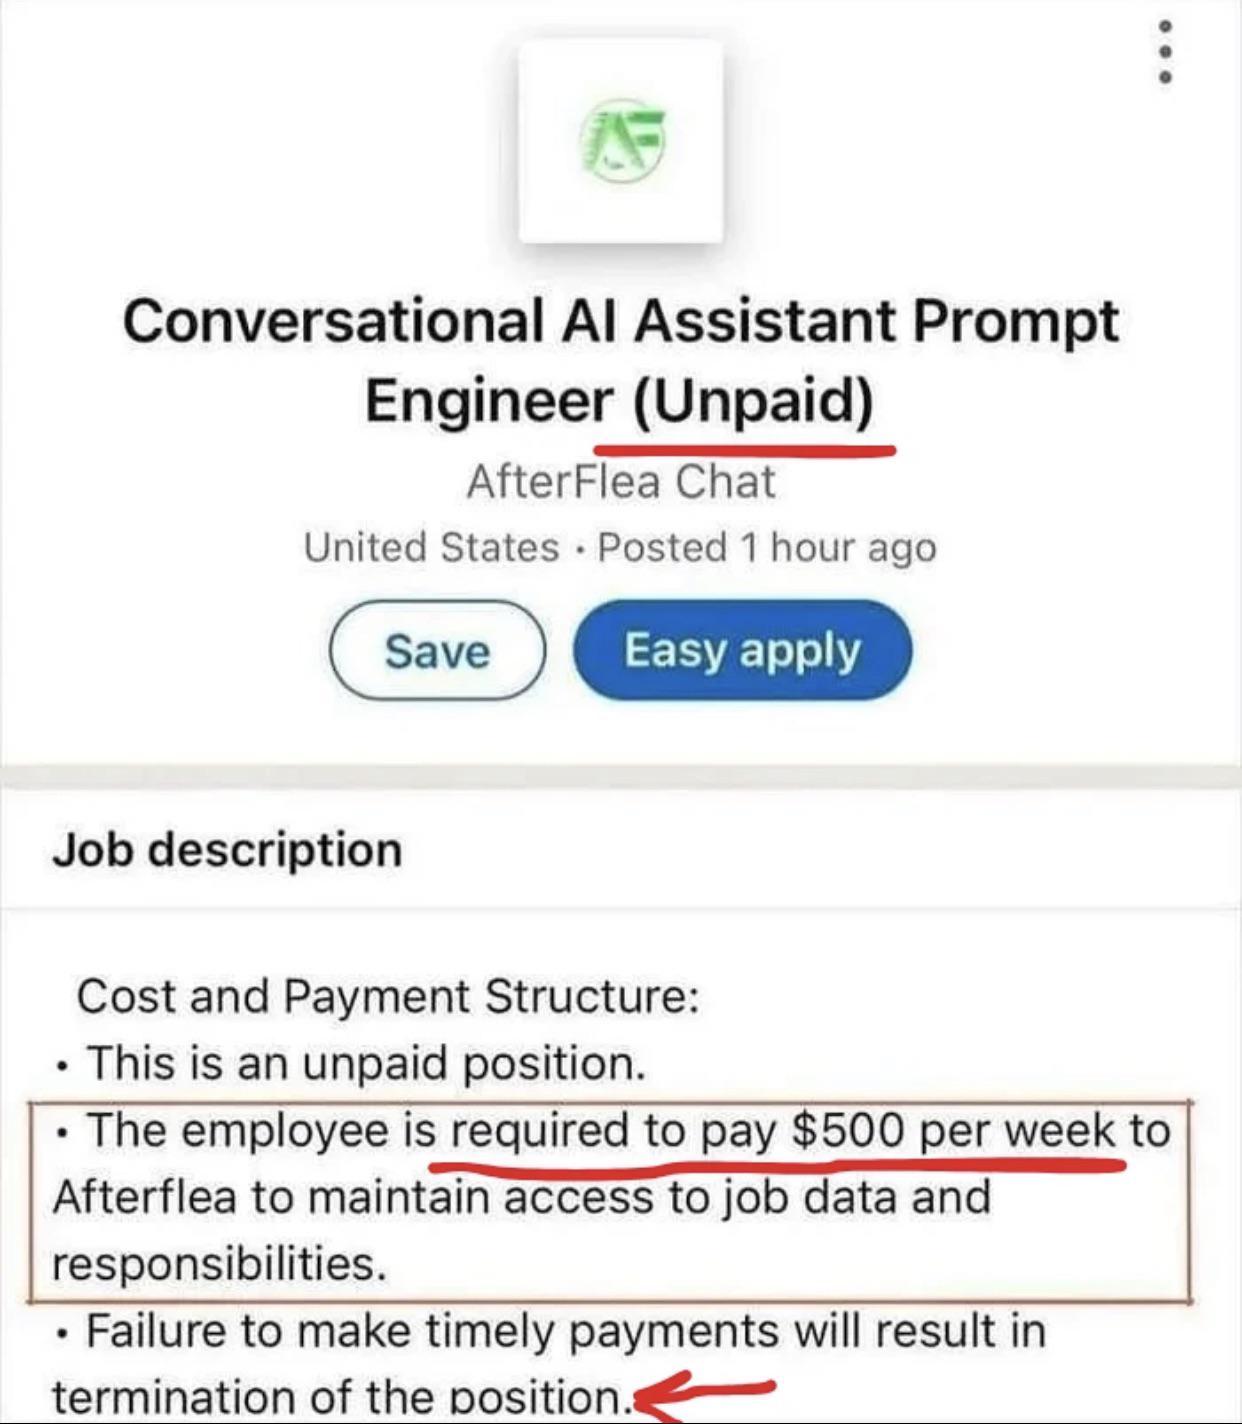 AF
Conversational AI Assistant Prompt
Engineer (Unpaid)
AfterFlea Chat
United States · Posted 1 hour ago
Save
Easy apply
Job description
Cost and Payment Structure:
• This is an unpaid position.
• The employee is required to pay $500 per week to
Afterflea to maintain access to job data and
responsibilities.
• Failure to make timely payments will result in
termination of the position.